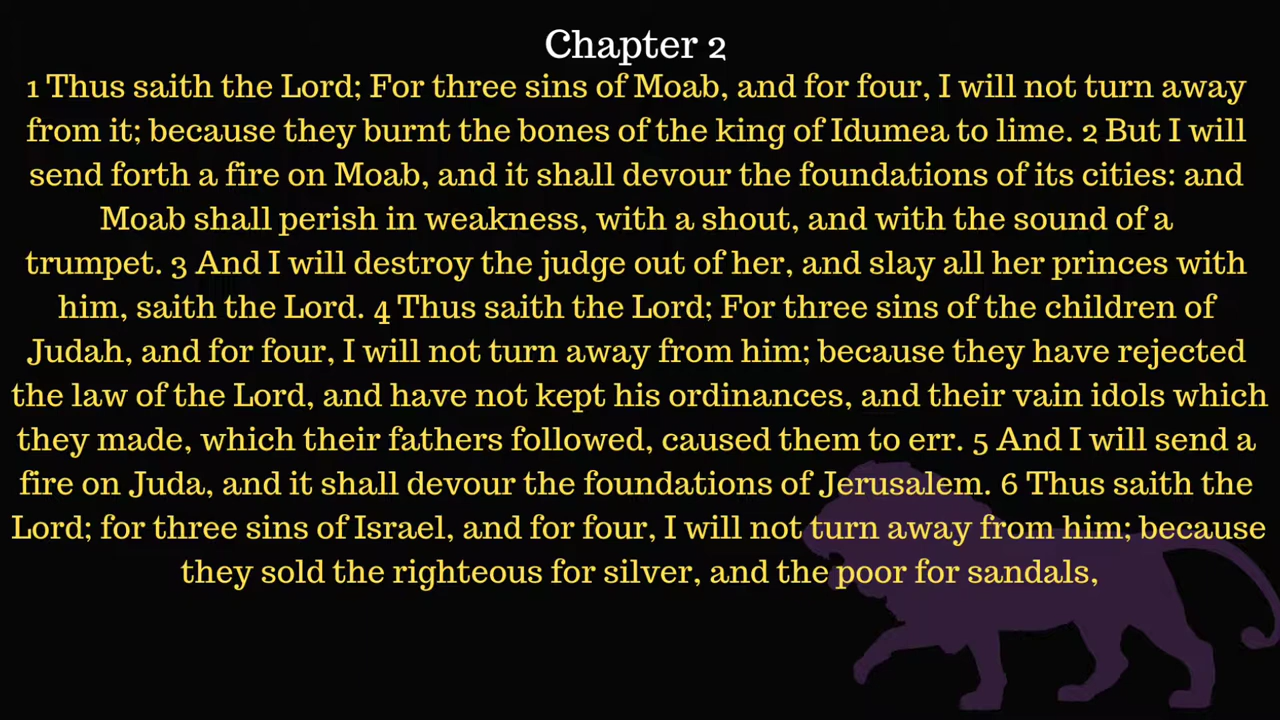 Chapter 2
1 Thus saith the Lord; For three sins of Moab, and for four, I will not turn away
from it; because they burnt the bones of the king of Idumea to lime. 2 But I will
send forth a fire on Moab, and it shall devour the foundations of its cities: and
Moab shall perish in weakness, with a shout, and with the sound of a
trumpet. 3 And I will destroy the judge out of her, and slay all her princes with
him, saith the Lord. 4 Thus saith the Lord; For three sins of the children of
Judah, and for four, I will not turn away from him; because they have rejected
the law of the Lord, and have not kept his ordinances, and their vain idols which
they made, which their fathers followed, caused them to err. 5 And I will send a
fire on Juda, and it shall devour the foundations of Jerusalem. 6 Thus saith the
Lord; for three sins of Israel, and for four, I will not turn away from him; because
they sold the righteous for silver, and the poor for sandals,